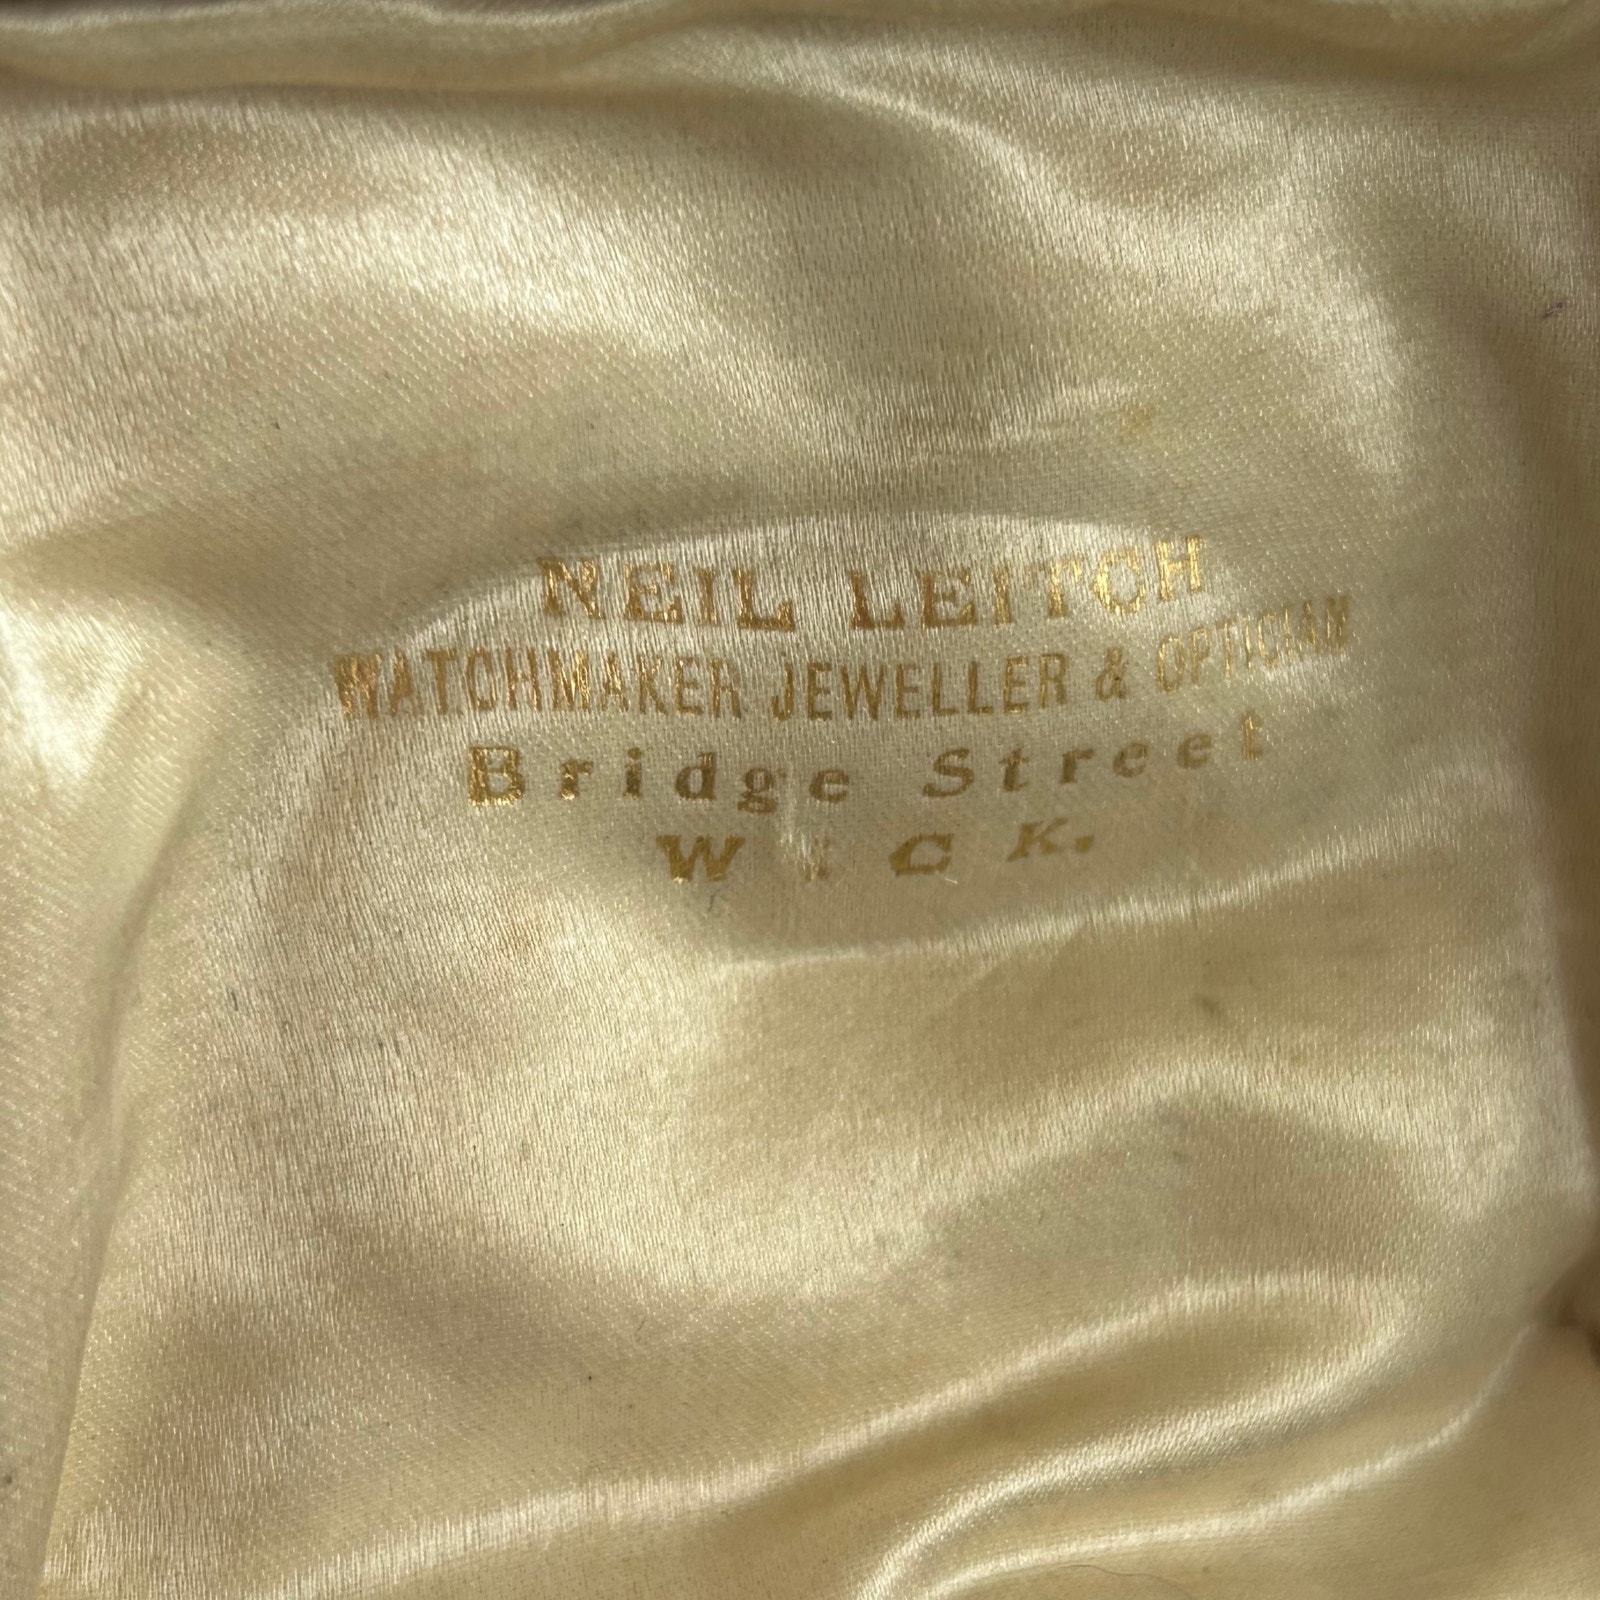 NEIL LEITCH
WATCHMAKER JEWELLER & OPTICIAN
Bridge Street
WICK.